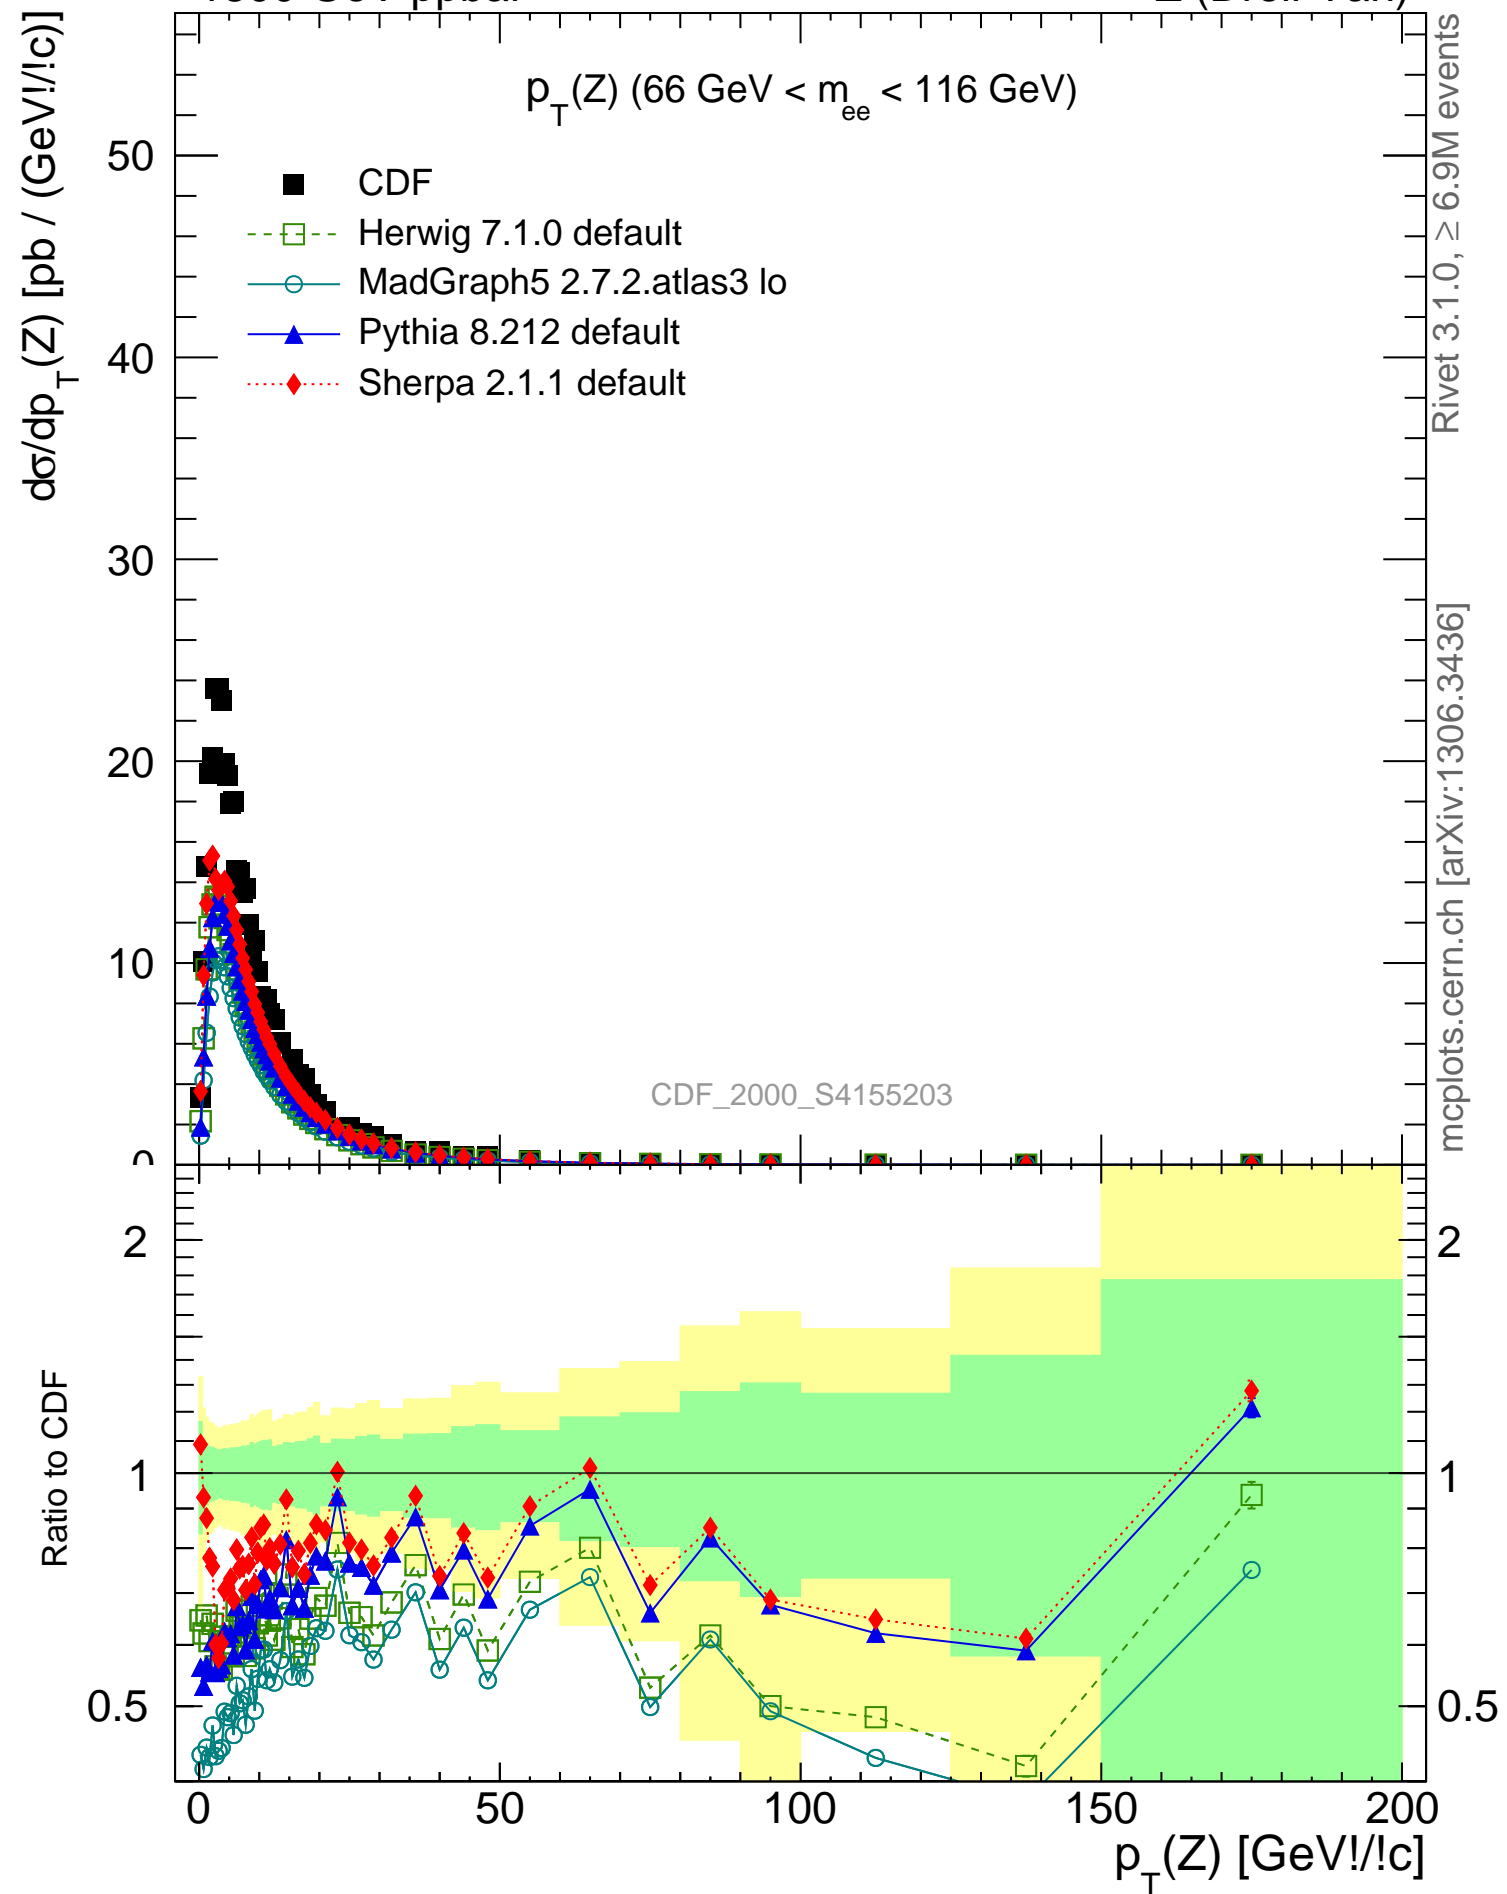 dσ/dp_T(Z) [pb / (GeV!/!c)]
p_T(Z) (66 GeV < m_ee < 116 GeV)
CDF
Herwig 7.1.0 default
MadGraph5 2.7.2.atlas3 lo
Pythia 8.212 default
Sherpa 2.1.1 default
50
40
30
20
10
0
CDF_2000_S4155203
Rivet 3.1.0, ≥ 6.9M events
mcplots.cern.ch [arXiv:1306.3436]
Ratio to CDF
2
1
0.5
2
1
0.5
0
50
100
150
200
p_T(Z) [GeV!/!c]